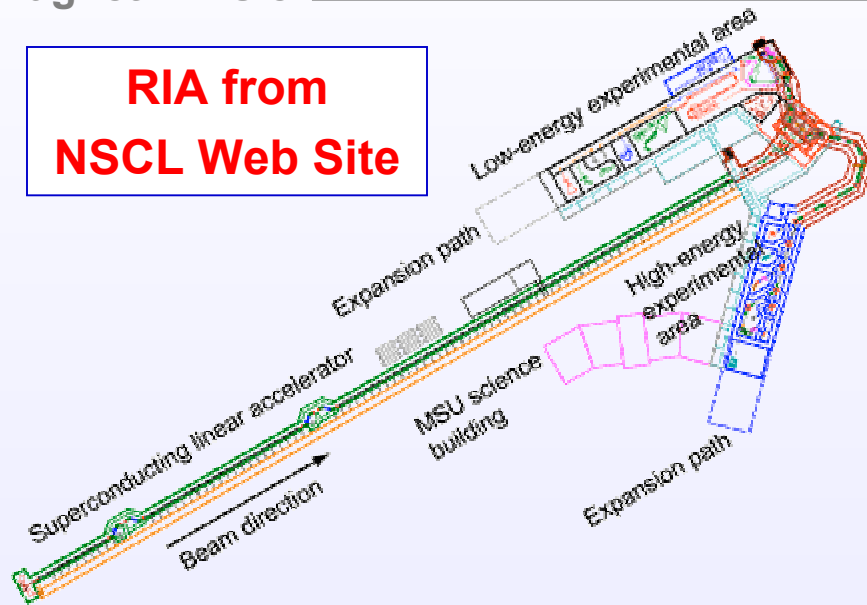 RIA from
NSCL Web Site
Low-energy experimental area
Expansion path
High-energy
experimental
area
MSU science
building
Superconducting linear accelerator
Beam direction
Expansion path